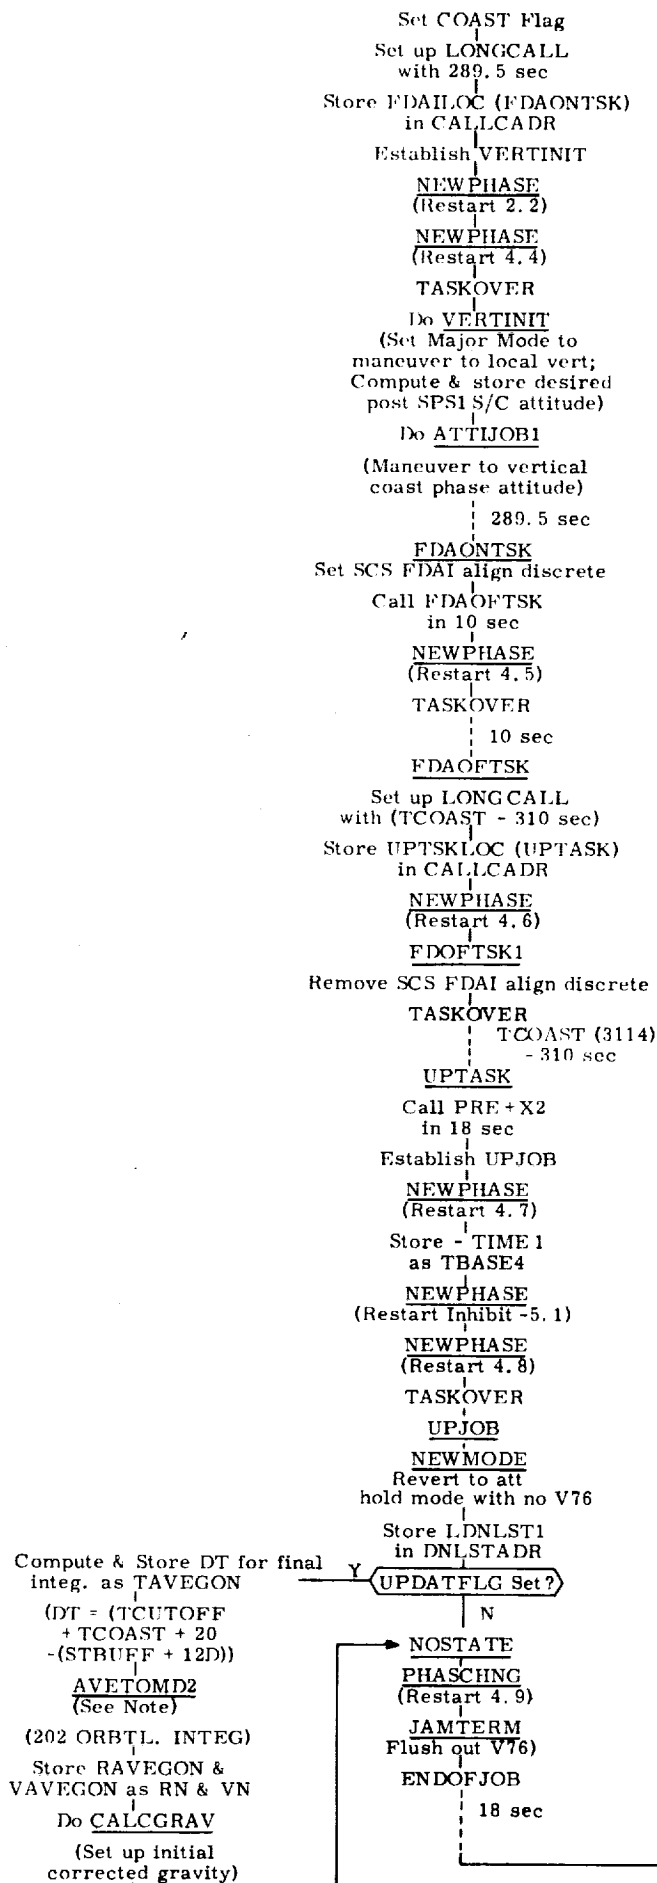 Set COAST Flag
Set up LONGCALL
with 289.5 sec
Store FDAILOC (FDAONTSK)
in CALLCADR
Establish VERTINIT
NEWPHASE
(Restart 2.2)
NEWPHASE
(Restart 4.4)
TASKOVER
Do VERTINIT
(Set Major Mode to
maneuver to local vert;
Compute & store desired
post SPS1 S/C attitude)
Do ATTIJOB1
(Maneuver to vertical
coast phase attitude)
289.5 sec
FDAONTSK
Set SCS FDAI align discrete
Call FDAOFTSK
in 10 sec
NEWPHASE
(Restart 4.5)
TASKOVER
10 sec
FDAOFTSK
Set up LONGCALL
with (TCOAST - 310 sec)
Store UPTSKLOC (UPTASK)
in CALLCADR
NEWPHASE
(Restart 4.6)
FDOFTSK1
Remove SCS FDAI align discrete
TASKOVER
TCOAST (3114)
- 310 sec
UPTASK
Call PRE+X2
in 18 sec
Establish UPJOB
NEWPHASE
(Restart 4.7)
Store - TIME 1
as TBASE4
NEWPHASE
(Restart Inhibit -5.1)
NEWPHASE
(Restart 4.8)
TASKOVER
UPJOB
NEWMODE
Revert to att
hold mode with no V76
Store LDNLST1
in DNLSTADR
UPDATFLG Set?
Y
N
Compute & Store DT for final
integ. as TAVEGON
(DT = (TCUTOFF
+ TCOAST + 20
-(STBUFF + 12D))
AVETOMD2
(See Note)
(202 ORBTL. INTEG)
Store RAVEGON &
VAVEGON as RN & VN
Do CALCGRAV
(Set up initial
corrected gravity)
NOSTATE
PHASCHNG
(Restart 4.9)
JAMTERM
Flush out V76)
ENDOFJOB
18 sec